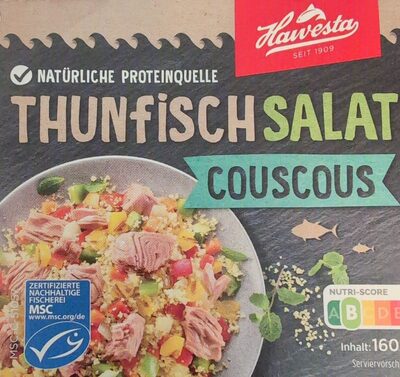 Hawesta
SEIT 1909
NATÜRLICHE PROTEINQUELLE
THUNFISCH SALAT
COUSCOUS
ZERTIFIZIERTE
NACHHALTIGE
FISCHEREI
MSC
www.msc.org/de
NUTRI-SCORE
A B C D E
Inhalt: 160
Serviervorsch